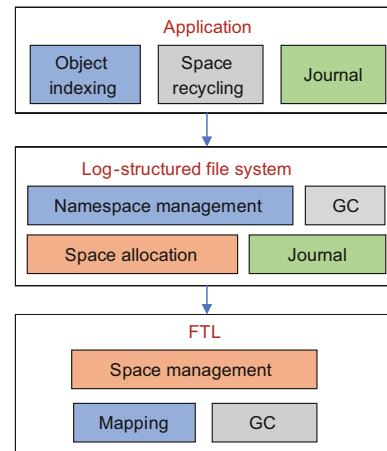 Application
Object
indexing
Space
recycling
Journal
Log-structured file system
Namespace management
GC
Space allocation
Journal
FTL
Space management
Mapping
GC